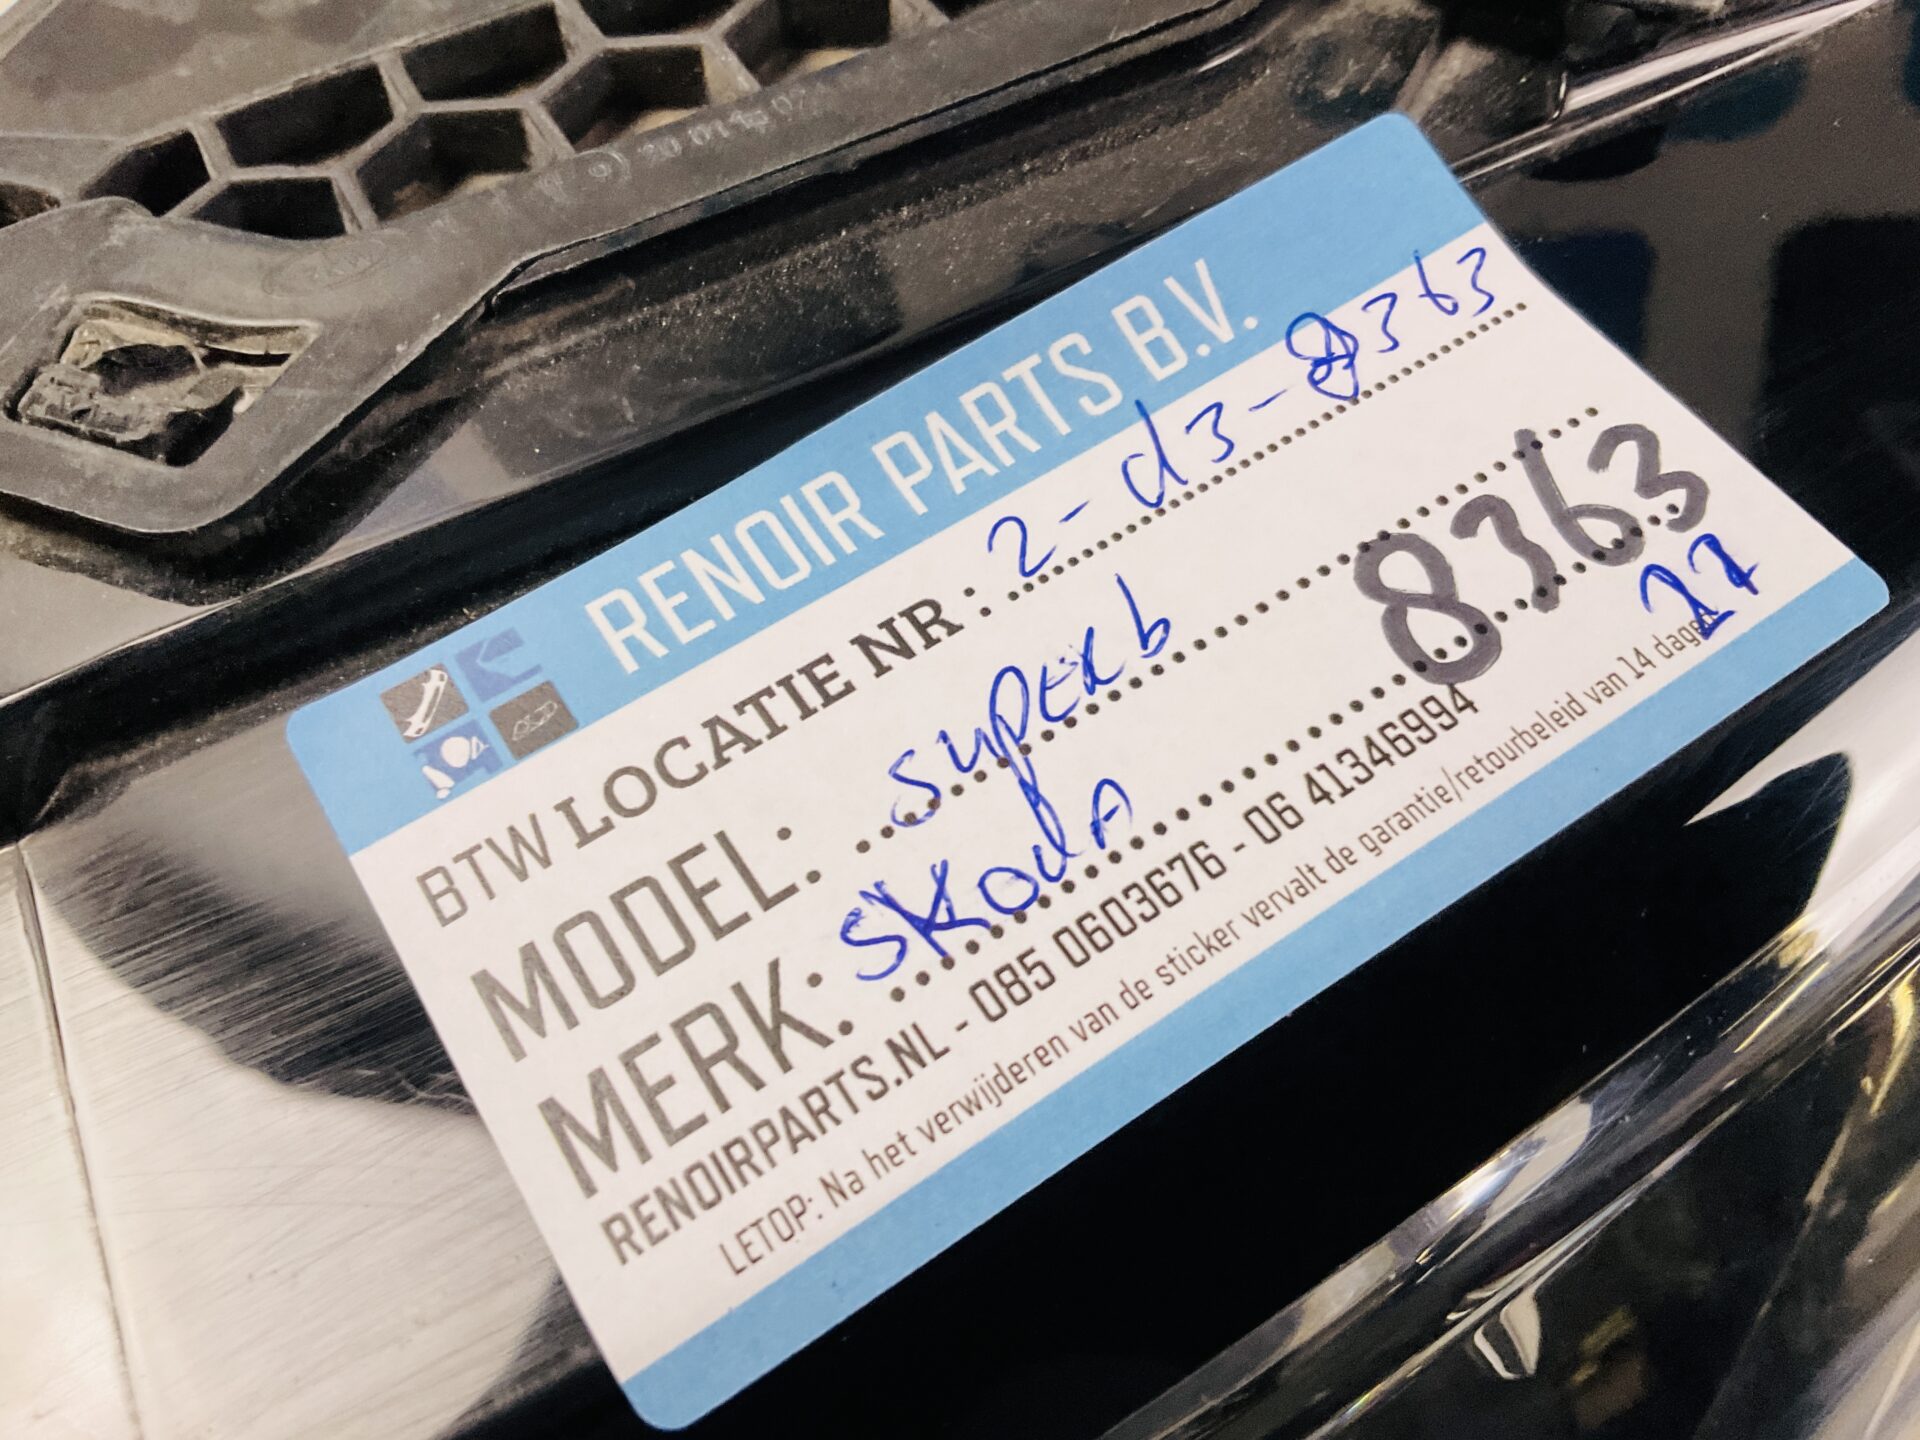 RENOIR PARTS B.V.
BTW LOCATIE NR: 2-d3-8363
MODEL: superb
8363
27
MERK: SKodA
RENOIRPARTS.NL - 085 0603676 - 06 41346994
LETOP: Na het verwijderen van de sticker vervalt de garantie/retourbeleid van 14 dagen